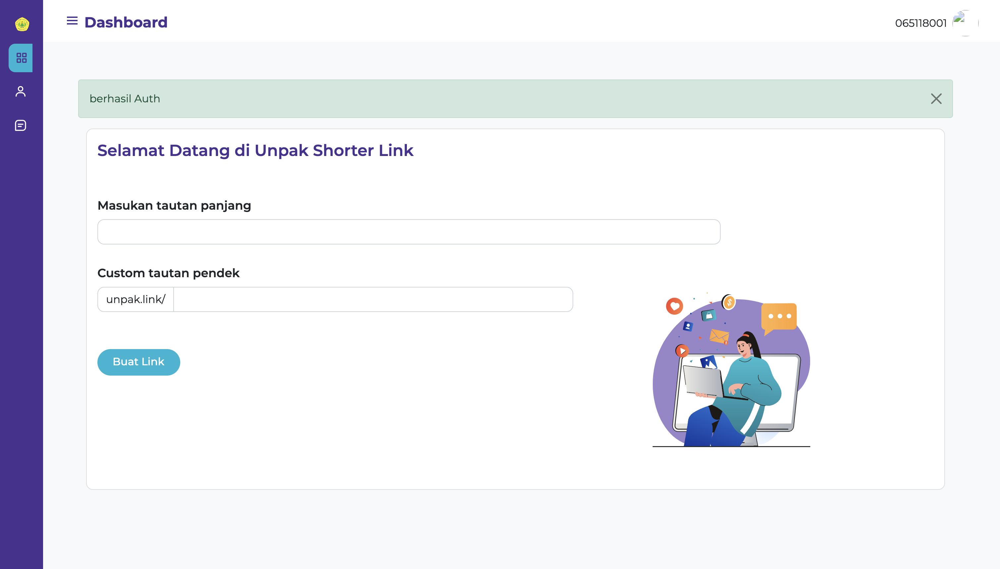 Dashboard
065118001
berhasil Auth
Selamat Datang di Unpak Shorter Link
Masukan tautan panjang
Custom tautan pendek
unpak.link/
Buat Link